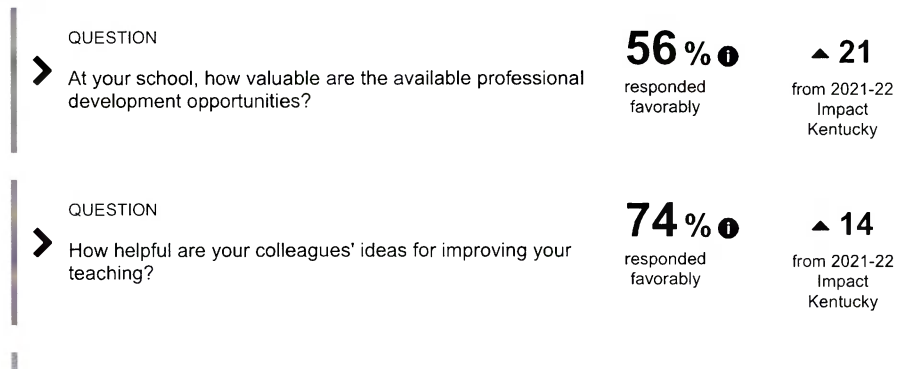 QUESTION
At your school, how valuable are the available professional
development opportunities?
56 %
responded
favorably
▲ 21
from 2021-22
Impact
Kentucky
QUESTION
How helpful are your colleagues' ideas for improving your
teaching?
74 %
responded
favorably
▲ 14
from 2021-22
Impact
Kentucky